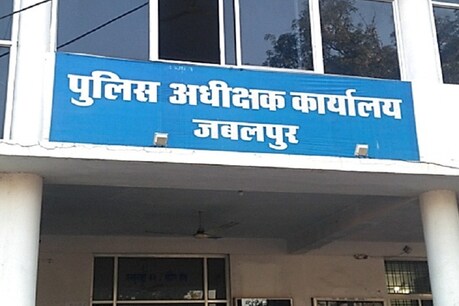 पुलिस अधीक्षक कार्यालय
जबलपुर